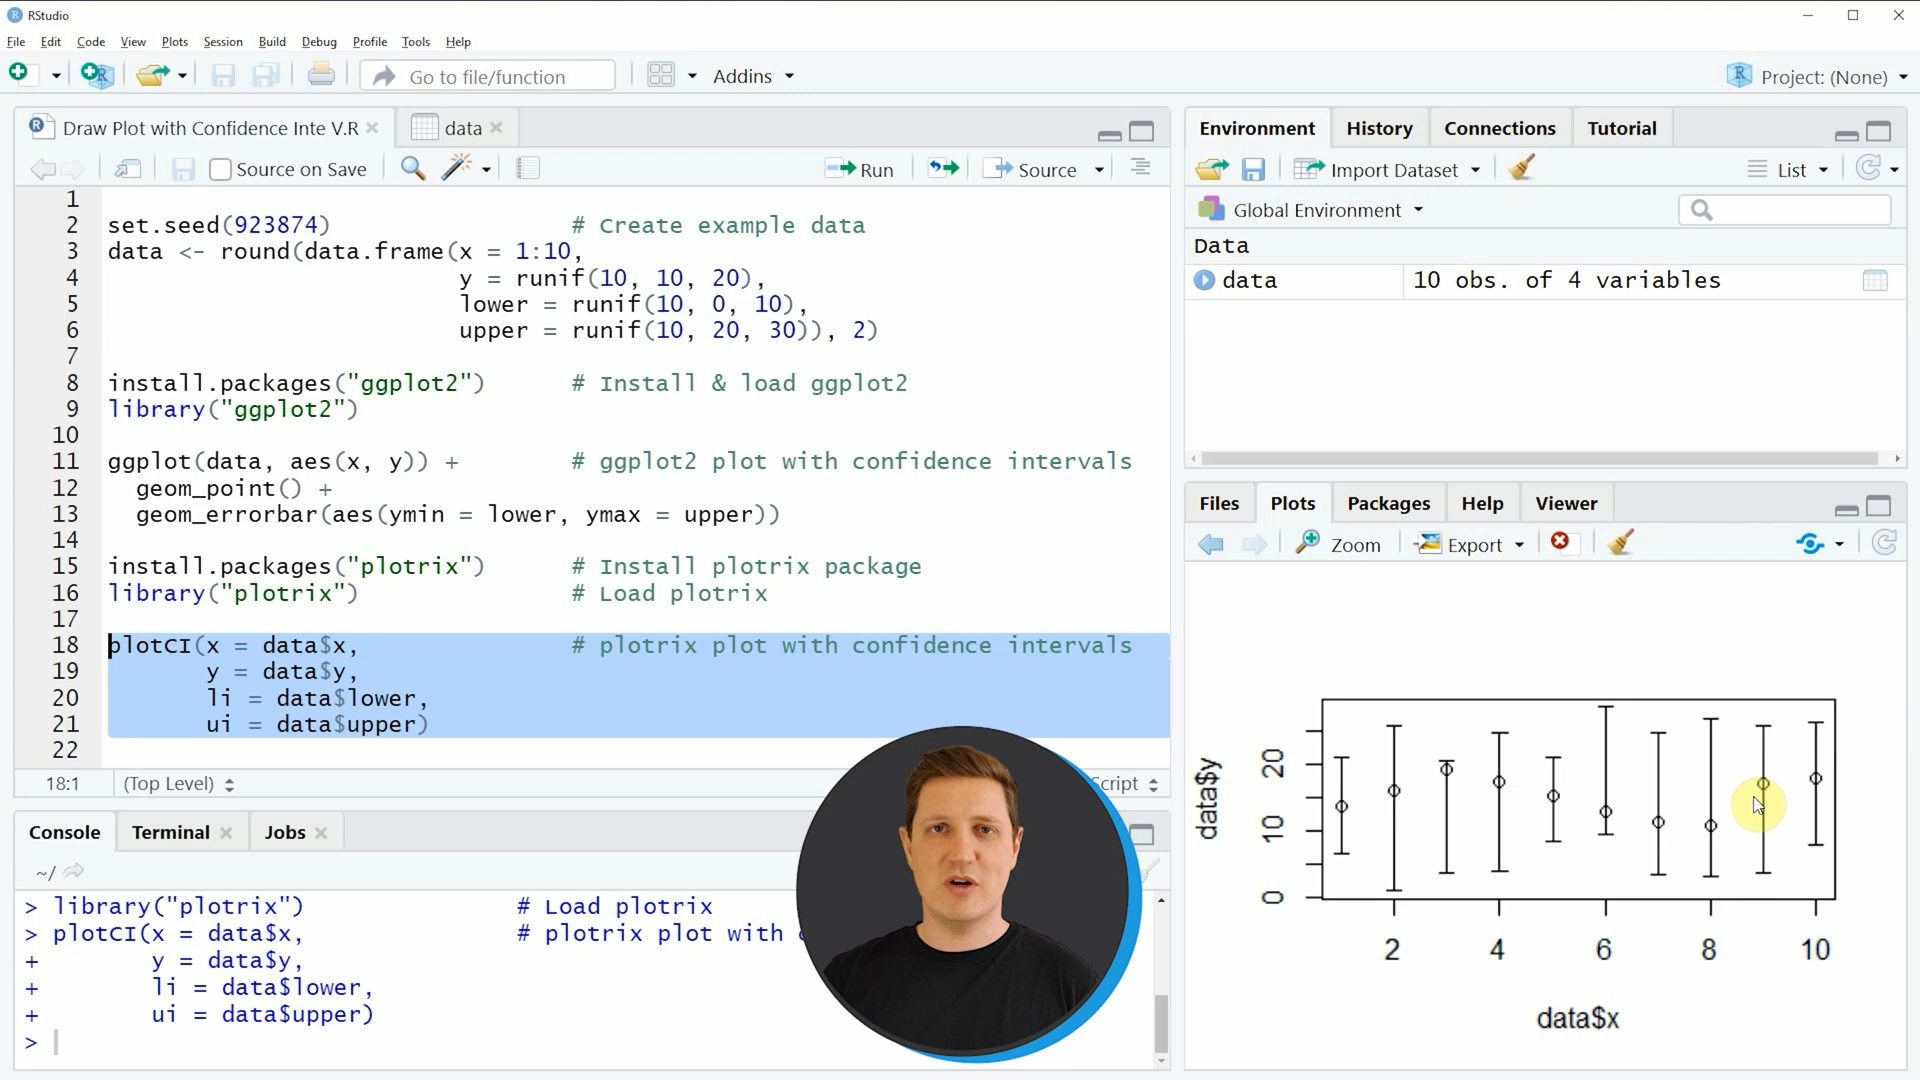 RStudio
File Edit Code View Plots Session Build Debug Profile Tools Help
Go to file/function Addins Project: (None)
Draw Plot with Confidence Inte V.R data
Source on Save Run Source
1
2 set.seed(923874) # Create example data
3 data <- round(data.frame(x = 1:10,
4 y = runif(10, 10, 20),
5 lower = runif(10, 0, 10),
6 upper = runif(10, 20, 30)), 2)
7
8 install.packages("ggplot2") # Install & load ggplot2
9 library("ggplot2")
10
11 ggplot(data, aes(x, y)) + # ggplot2 plot with confidence intervals
12 geom_point() +
13 geom_errorbar(aes(ymin = lower, ymax = upper))
14
15 install.packages("plotrix") # Install plotrix package
16 library("plotrix") # Load plotrix
17
18 plotCI(x = data$x, # plotrix plot with confidence intervals
19 y = data$y,
20 li = data$lower,
21 ui = data$upper)
22
18:1 (Top Level) Script
Console Terminal Jobs
~/
> library("plotrix") # Load plotrix
> plotCI(x = data$x, # plotrix plot with
+ y = data$y,
+ li = data$lower,
+ ui = data$upper)
>
Environment History Connections Tutorial
Import Dataset List
Global Environment
Data
data 10 obs. of 4 variables
Files Plots Packages Help Viewer
Zoom Export
data$y
20
10
0
2 4 6 8 10
data$x